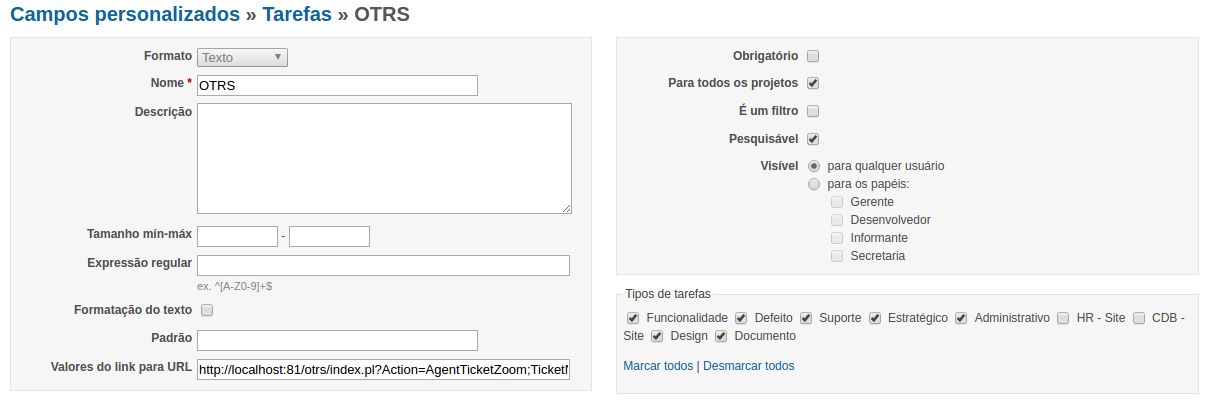 Campos personalizados » Tarefas » OTRS
Formato Texto
Nome * OTRS
Descrição
Tamanho mín-máx -
Expressão regular
ex. ^[A-Z0-9]+$
Formatação do texto
Padrão
Valores do link para URL http://localhost:81/otrs/index.pl?Action=AgentTicketZoom;Ticket
Obrigatório
Para todos os projetos
É um filtro
Pesquisável
Visível para qualquer usuário
para os papéis:
Gerente
Desenvolvedor
Informante
Secretaria
Tipos de tarefas
Funcionalidade Defeito Suporte Estratégico Administrativo HR - Site CDB -
Site Design Documento
Marcar todos | Desmarcar todos